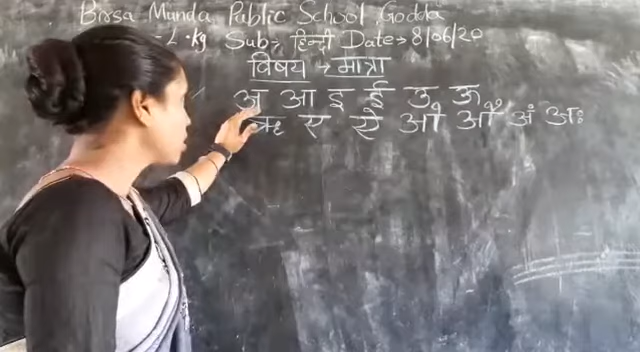 Birsa Munda Public School, Godda
L.kg Sub→ हिन्दी Date→ 8/06/20
विषय → मात्रा
अ आ इ ई उ ऊ
ऋ ए ऐ ओ औ अं अः